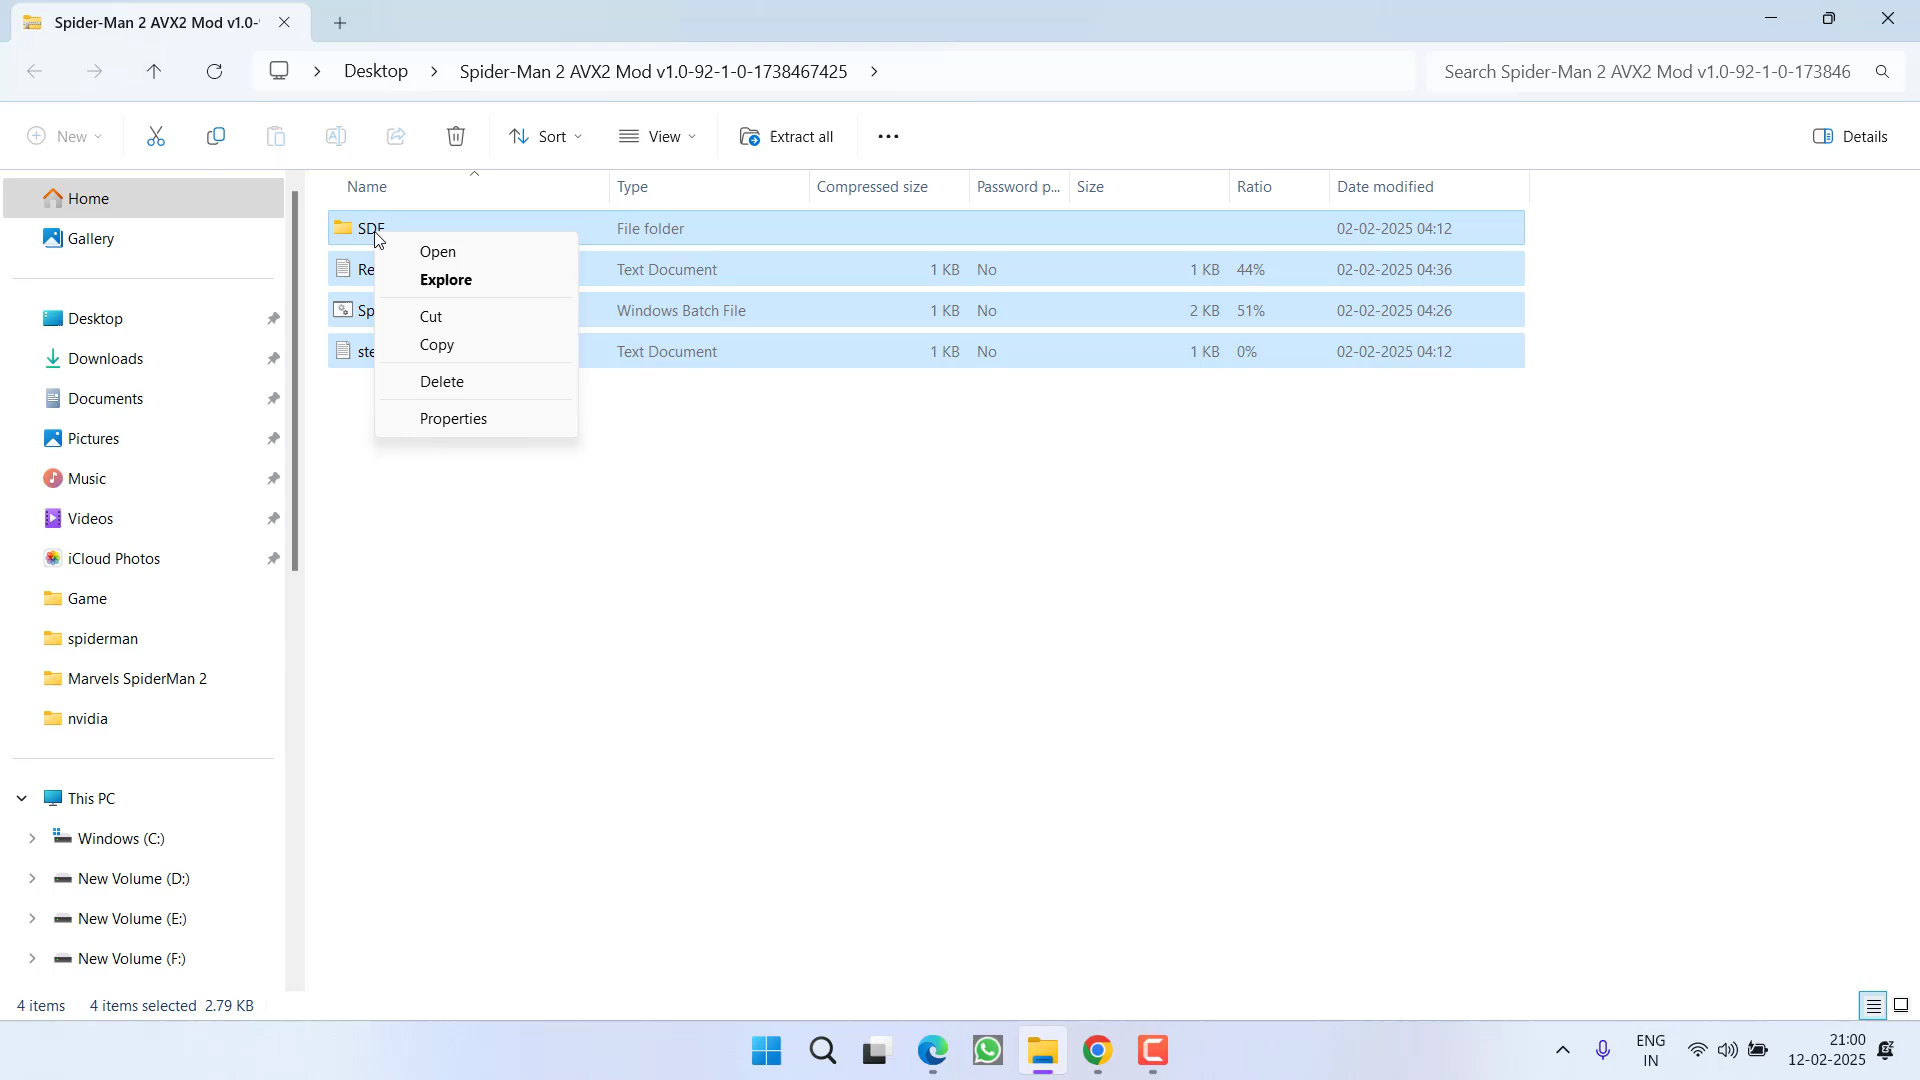 Spider-Man 2 AVX2 Mod v1.0-
Desktop
Spider-Man 2 AVX2 Mod v1.0-92-1-0-1738467425
Search Spider-Man 2 AVX2 Mod v1.0-92-1-0-173846
New
Sort
View
Extract all
Details
Home
Gallery
Desktop
Downloads
Documents
Pictures
Music
Videos
iCloud Photos
Game
spiderman
Marvels SpiderMan 2
nvidia
This PC
Windows (C:)
New Volume (D:)
New Volume (E:)
New Volume (F:)
Name Type Compressed size Password p... Size Ratio Date modified
SDF File folder 02-02-2025 04:12
Re Text Document 1 KB No 1 KB 44% 02-02-2025 04:36
Sp Windows Batch File 1 KB No 2 KB 51% 02-02-2025 04:26
ste Text Document 1 KB No 1 KB 0% 02-02-2025 04:12
Open
Explore
Cut
Copy
Delete
Properties
4 items 4 items selected 2.79 KB
ENG
IN
21:00
12-02-2025